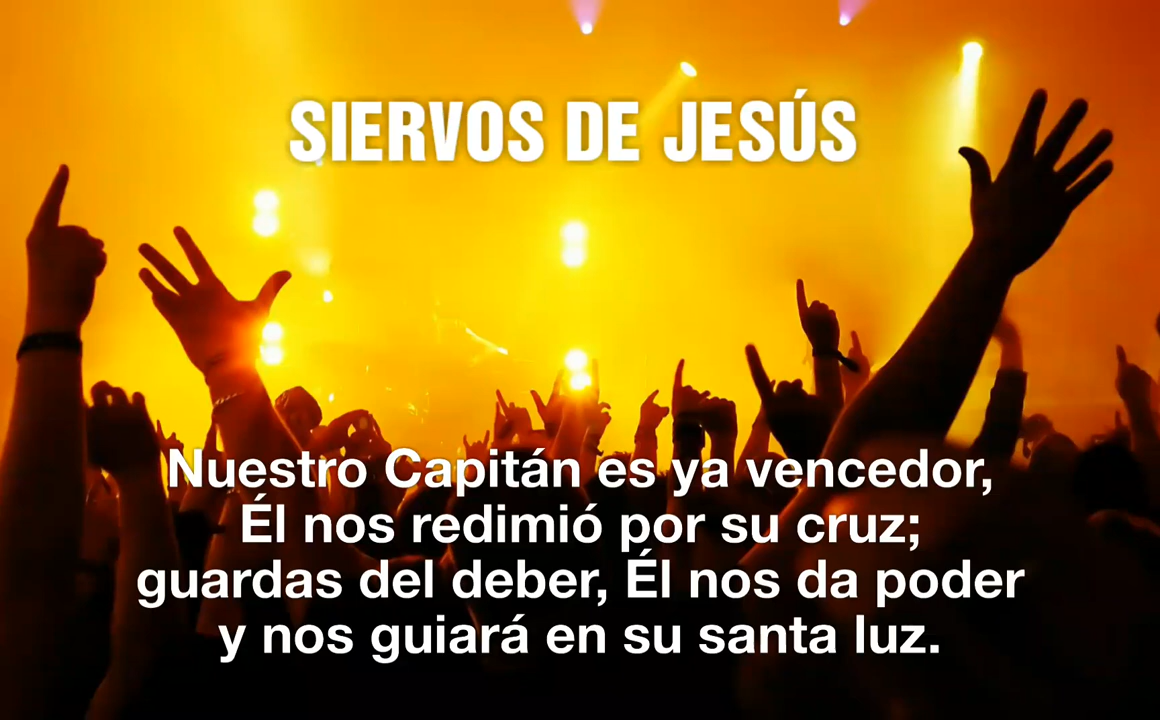 SIERVOS DE JESÚS
Nuestro Capitán es ya vencedor,
Él nos redimió por su cruz;
guardas del deber, Él nos da poder
y nos guiará en su santa luz.